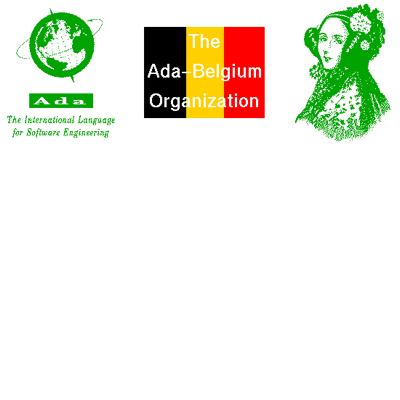 Ada
The International Language
for Software Engineering
The
Ada-Belgium
Organization